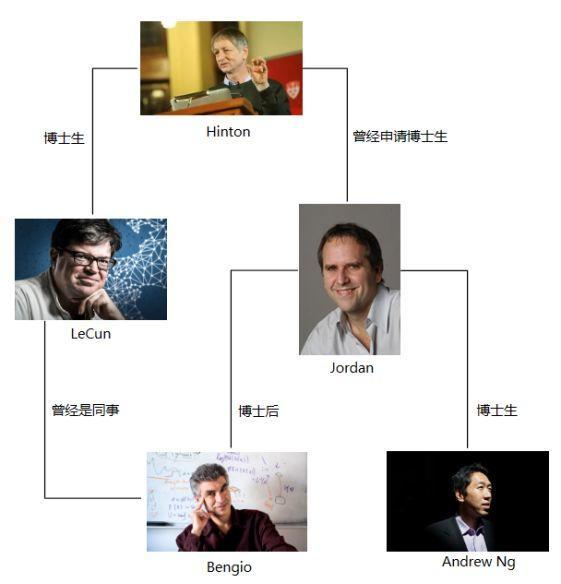 Hinton
博士生
曾经申请博士生
LeCun
Jordan
曾经是同事
博士后
博士生
Bengio
Andrew Ng